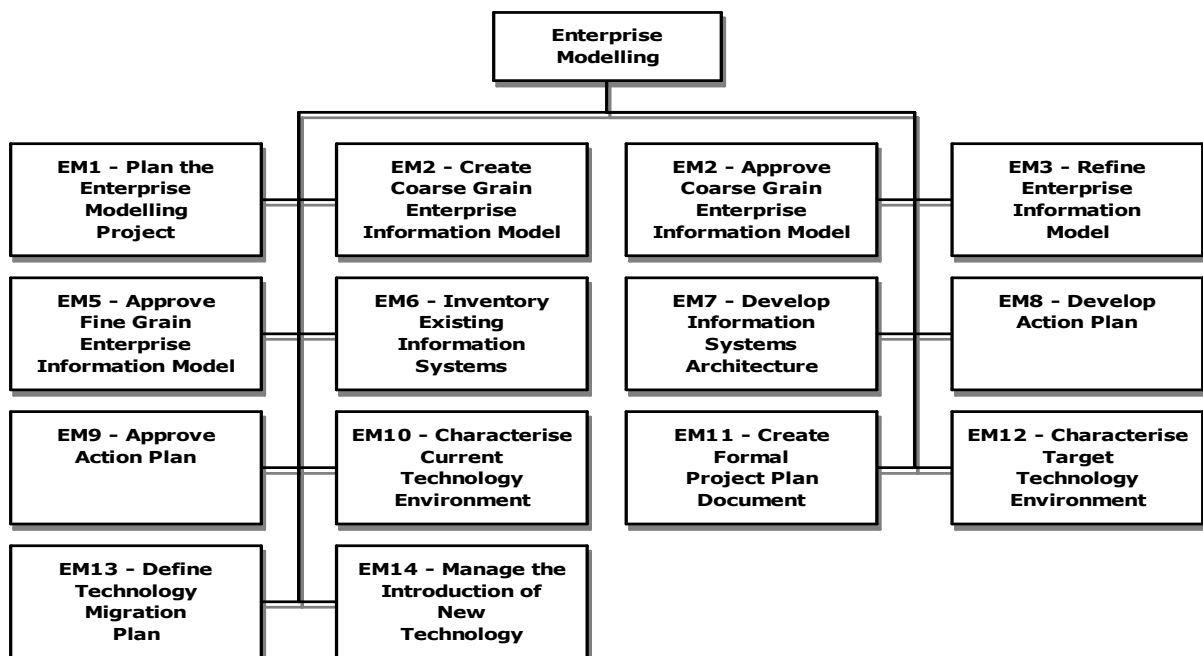 Enterprise
Modelling
EM1 - Plan the
Enterprise
Modelling
Project
EM2 - Create
Coarse Grain
Enterprise
Information Model
EM2 - Approve
Coarse Grain
Enterprise
Information Model
EM3 - Refine
Enterprise
Information
Model
EM5 - Approve
Fine Grain
Enterprise
Information Model
EM6 - Inventory
Existing
Information
Systems
EM7 - Develop
Information
Systems
Architecture
EM8 - Develop
Action Plan
EM9 - Approve
Action Plan
EM10 - Characterise
Current
Technology
Environment
EM11 - Create
Formal
Project Plan
Document
EM12 - Characterise
Target
Technology
Environment
EM13 - Define
Technology
Migration
Plan
EM14 - Manage the
Introduction of
New
Technology